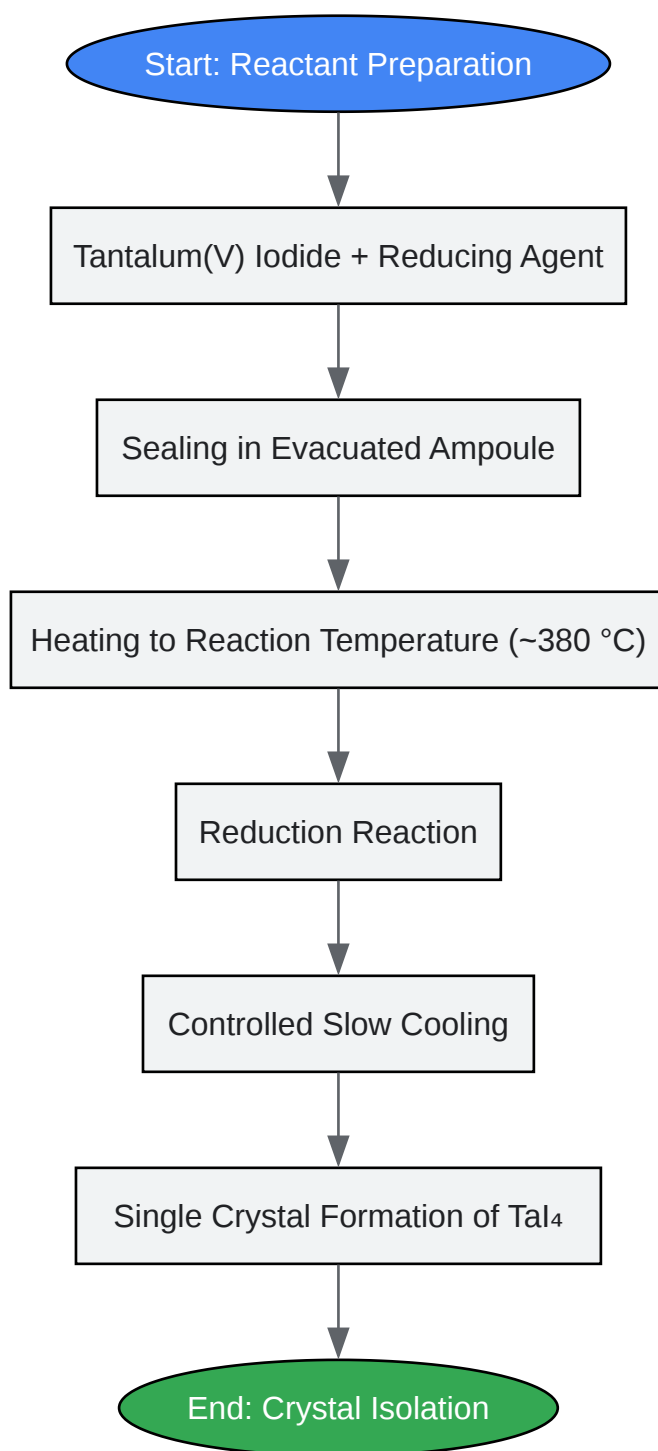 Start: Reactant Preparation
Tantalum(V) Iodide + Reducing Agent
Sealing in Evacuated Ampoule
Heating to Reaction Temperature (~380 °C)
Reduction Reaction
Controlled Slow Cooling
Single Crystal Formation of TaI₄
End: Crystal Isolation